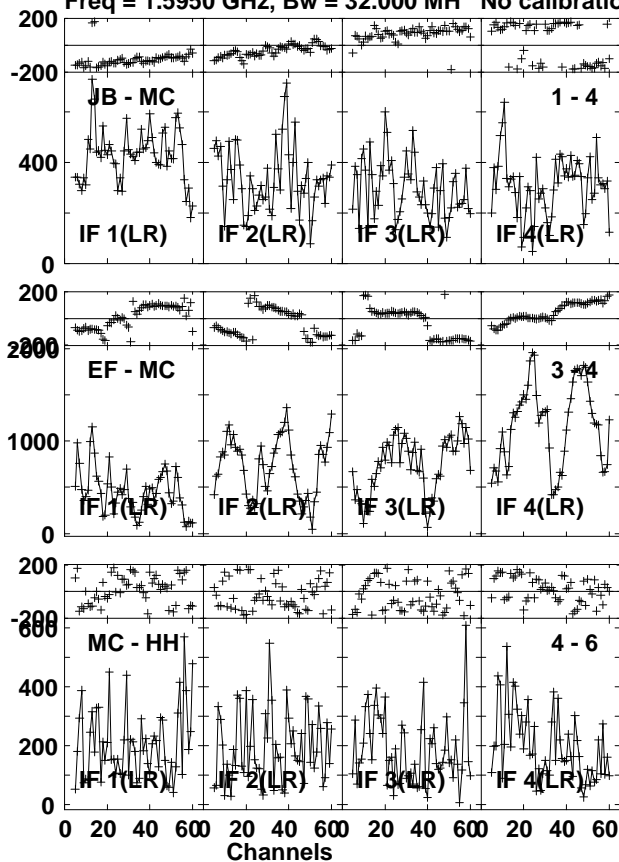 Freq = 1.5950 GHz, Bw = 32.000 MH No calibratio
200
-200
JB - MC 1 - 4
400
0
IF 1(LR) IF 2(LR) IF 3(LR) IF 4(LR)
200
-200
2000
EF - MC 3 - 4
1000
0
IF 1(LR) IF 2(LR) IF 3(LR) IF 4(LR)
200
-200
600
MC - HH 4 - 6
400
200
0
IF 1(LR) IF 2(LR) IF 3(LR) IF 4(LR)
0 20 40 60 0 20 40 60 0 20 40 60 0 20 40 60
Channels